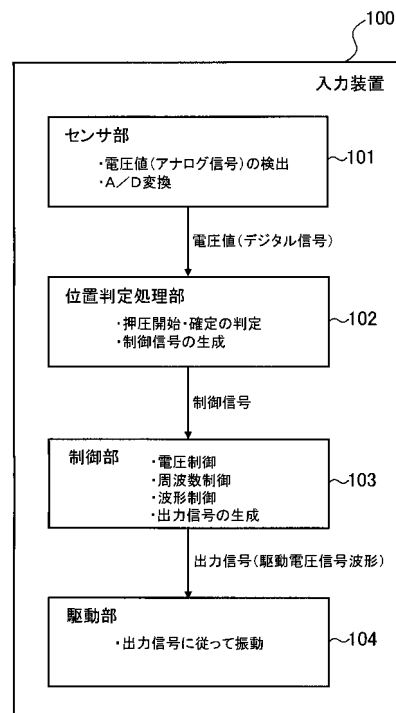 100
入力装置
センサ部
・電圧値(アナログ信号)の検出
・A/D変換
101
電圧値(デジタル信号)
位置判定処理部
・押圧開始・確定の判定
・制御信号の生成
102
制御信号
制御部
・電圧制御
・周波数制御
・波形制御
・出力信号の生成
103
出力信号(駆動電圧信号波形)
駆動部
・出力信号に従って振動
104